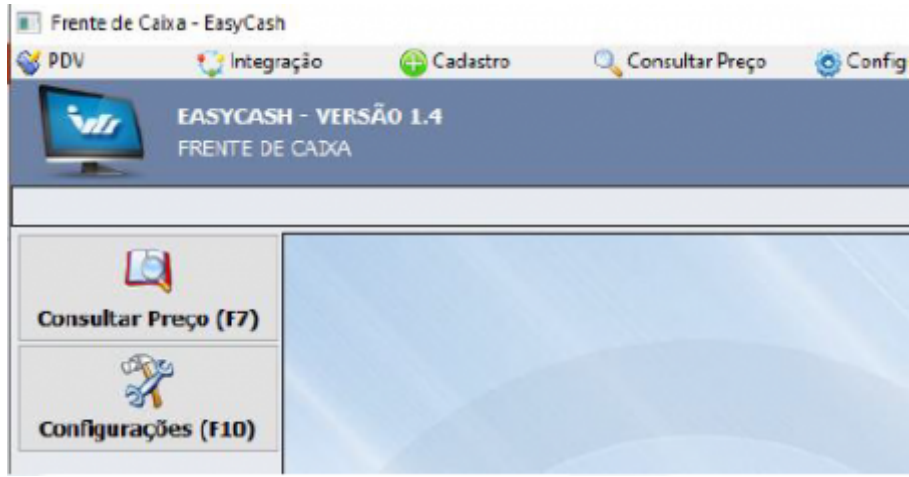 Frente de Caixa - EasyCash
PDV Integração Cadastro Consultar Preço Config
EASYCASH - VERSÃO 1.4
FRENTE DE CAIXA
Consultar Preço (F7)
Configurações (F10)